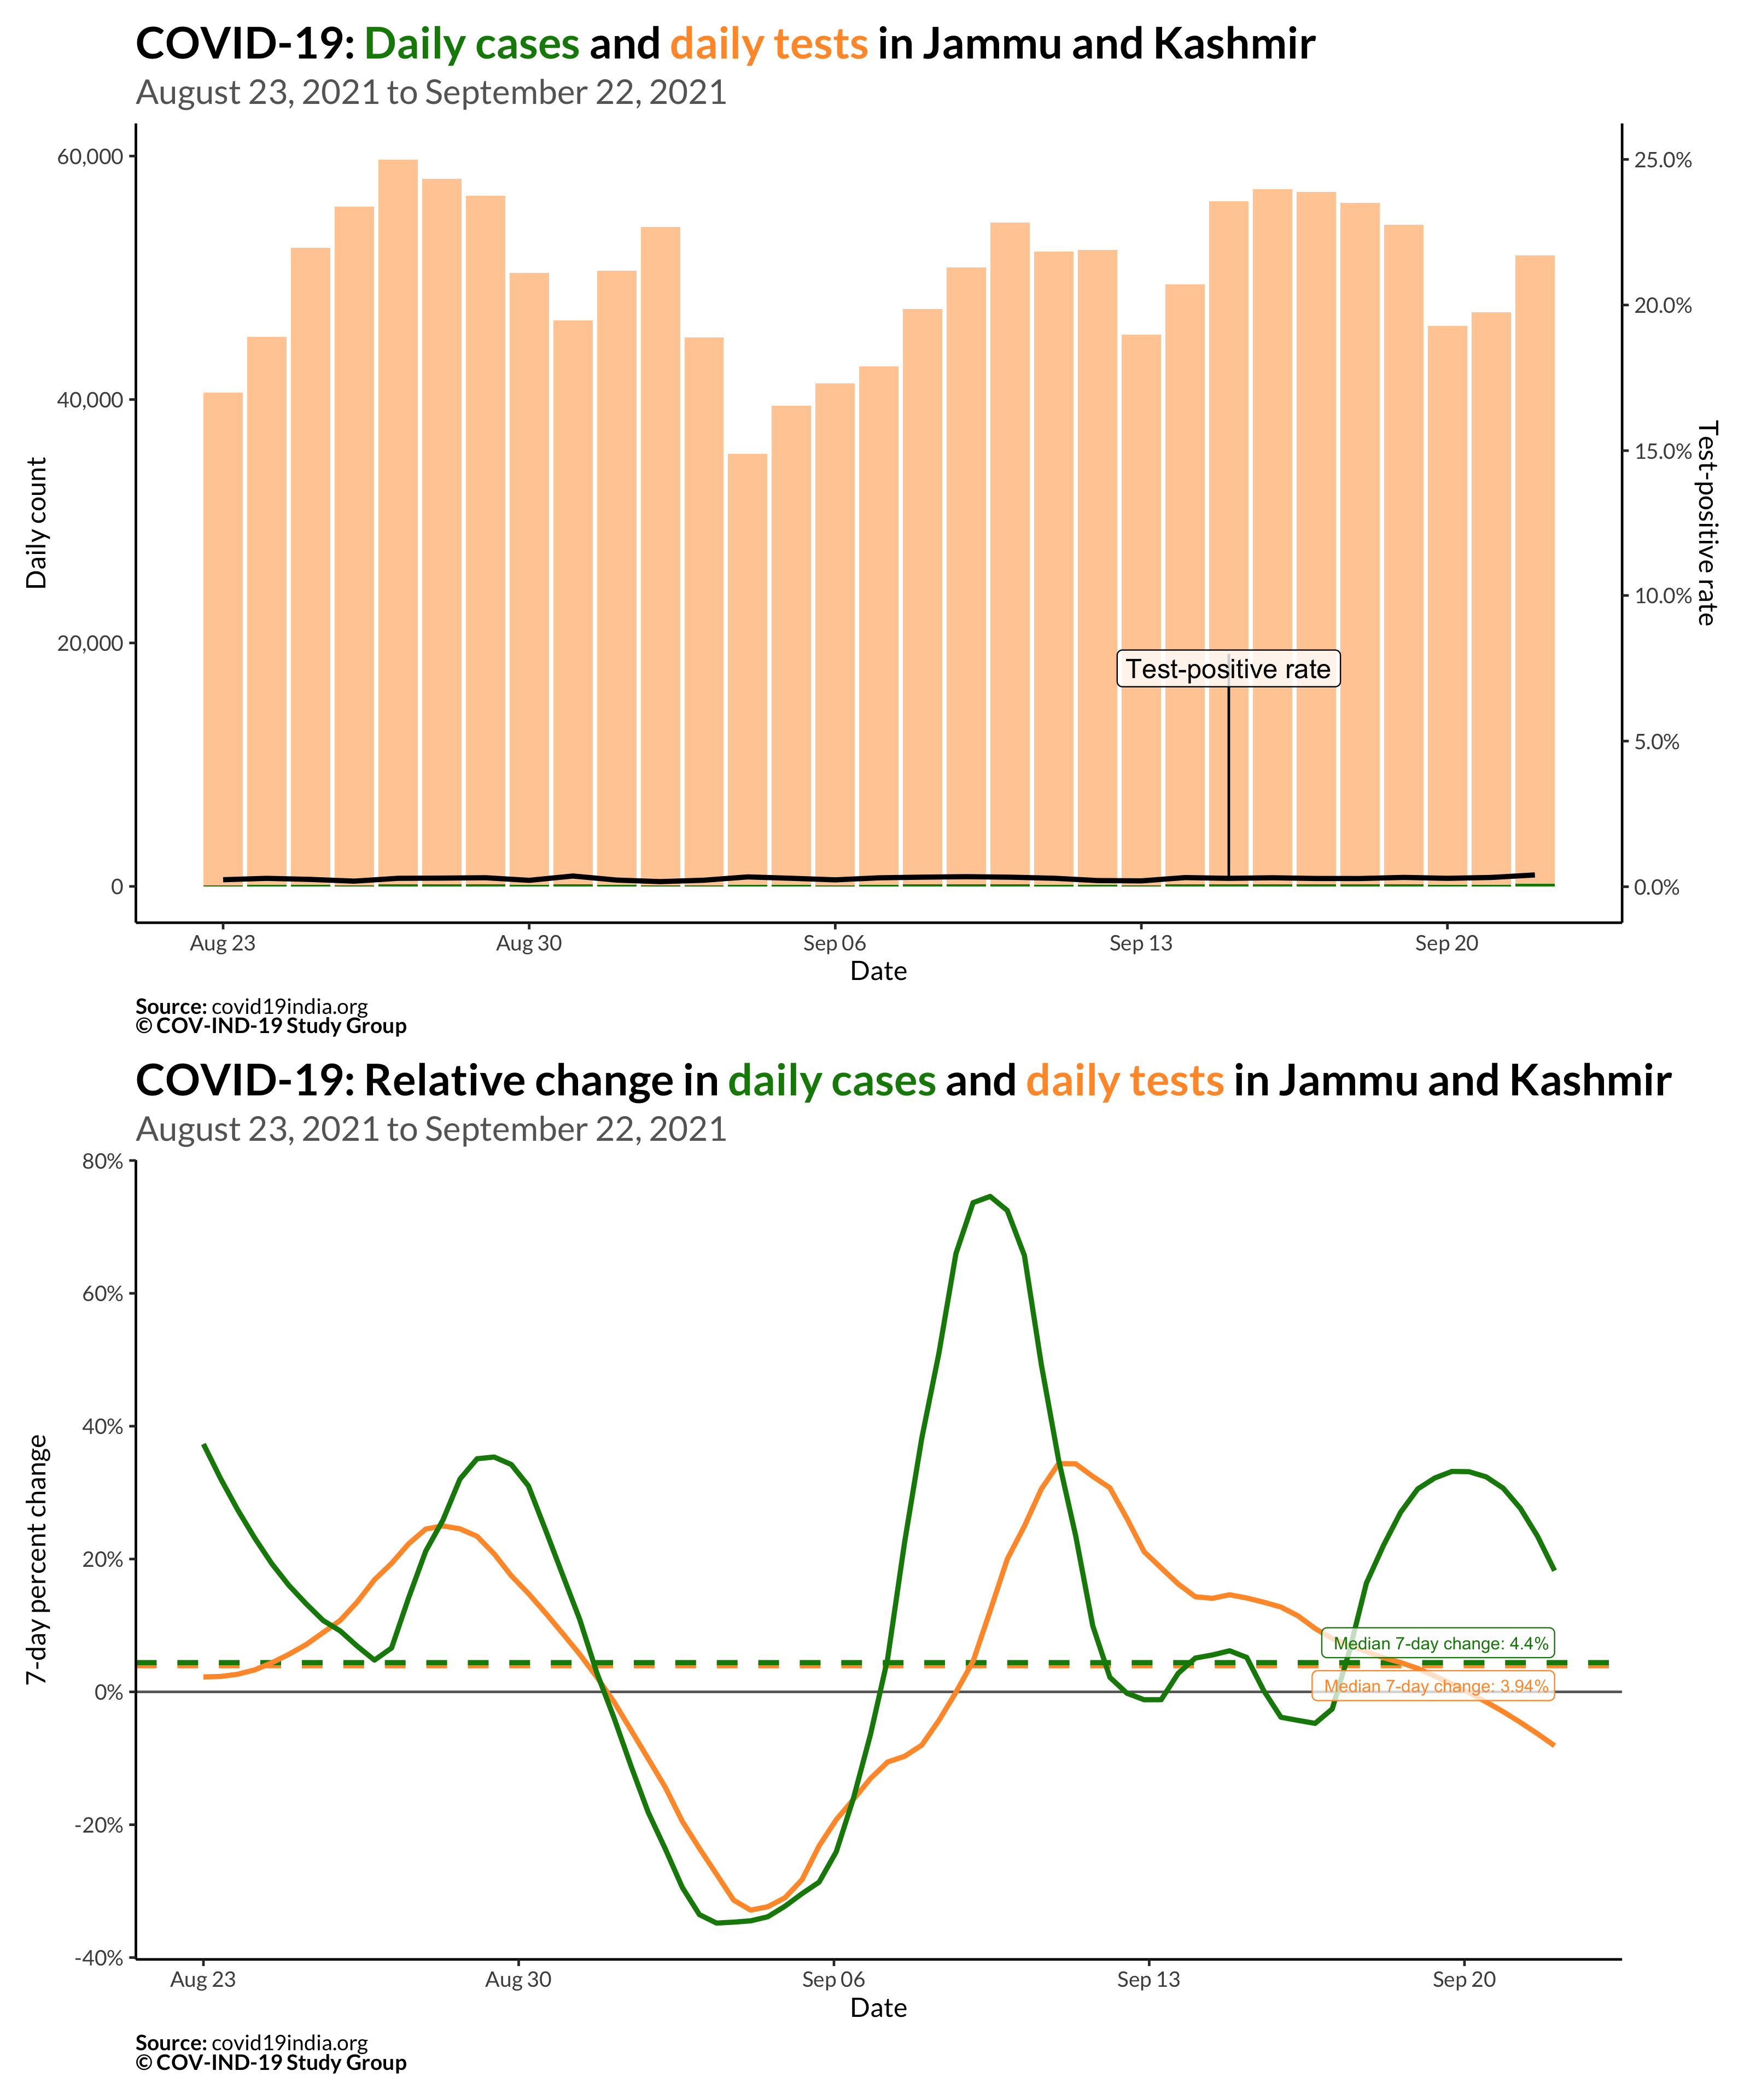 COVID-19: Daily cases and daily tests in Jammu and Kashmir
August 23, 2021 to September 22, 2021
60,000
40,000
20,000
0
Daily count
25.0%
20.0%
15.0%
10.0%
5.0%
0.0%
Test-positive rate
Test-positive rate
Aug 23
Aug 30
Sep 06
Sep 13
Sep 20
Date
Source: covid19india.org
© COV-IND-19 Study Group
COVID-19: Relative change in daily cases and daily tests in Jammu and Kashmir
August 23, 2021 to September 22, 2021
80%
60%
40%
20%
0%
-20%
-40%
7-day percent change
Median 7-day change: 4.4%
Median 7-day change: 3.94%
Aug 23
Aug 30
Sep 06
Sep 13
Sep 20
Date
Source: covid19india.org
© COV-IND-19 Study Group